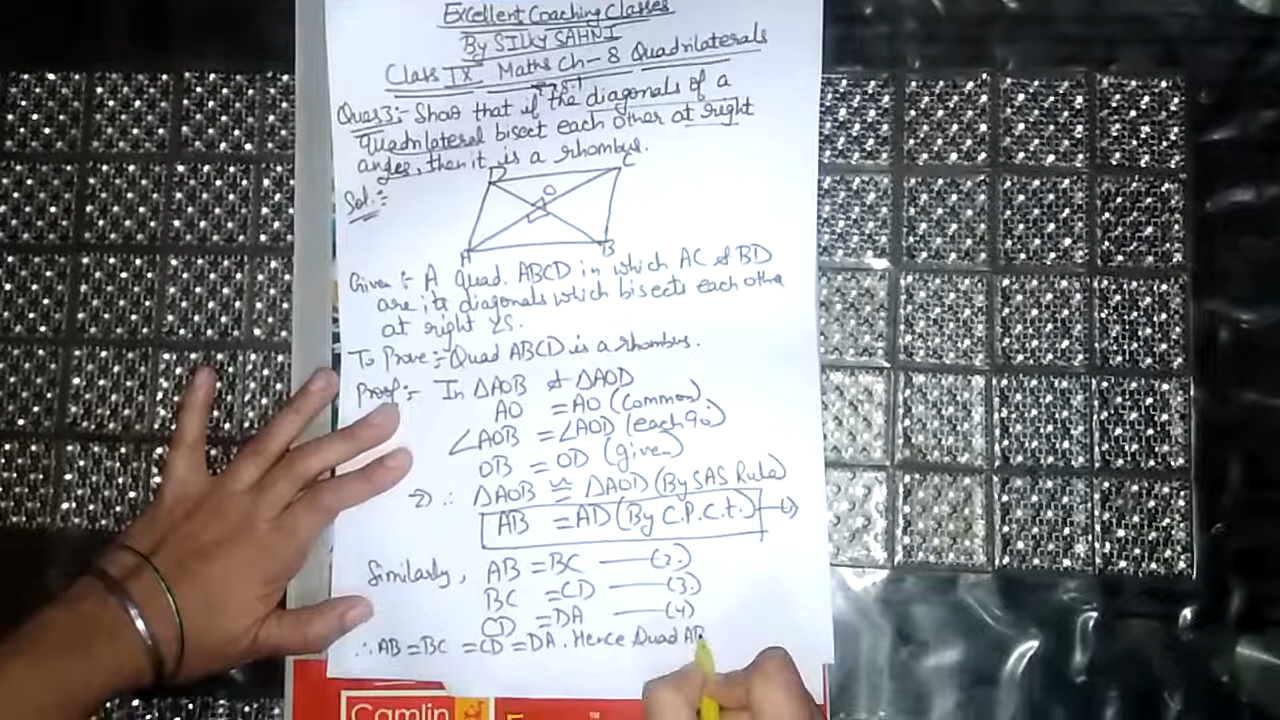 Excellent Coaching Classes
By SILKY SAHNI
Class IX Maths Ch-8 Quadrilaterals
Ques3:- Show that if the diagonals of a
Quadrilateral bisect each other at right
angles, then it is a rhombus.
Sol:-
D C
O
A B
Given:- A Quad. ABCD in which AC & BD
are its diagonals which bisects each other
at right ∠s.
To Prove:- Quad ABCD is a rhombus.
Proof:- In ΔAOB & ΔAOD
AO = AO (Common)
∠AOB = ∠AOD (each 90°)
OB = OD (given)
⇒ ∴ ΔAOB ≅ ΔAOD (By SAS Rule)
AB = AD (By C.P.C.t.)
Similarly, AB = BC —(2.)
BC = CD —(3.)
CD = DA —(4)
∴ AB = BC = CD = DA. Hence Quad AB
Camlin
TM